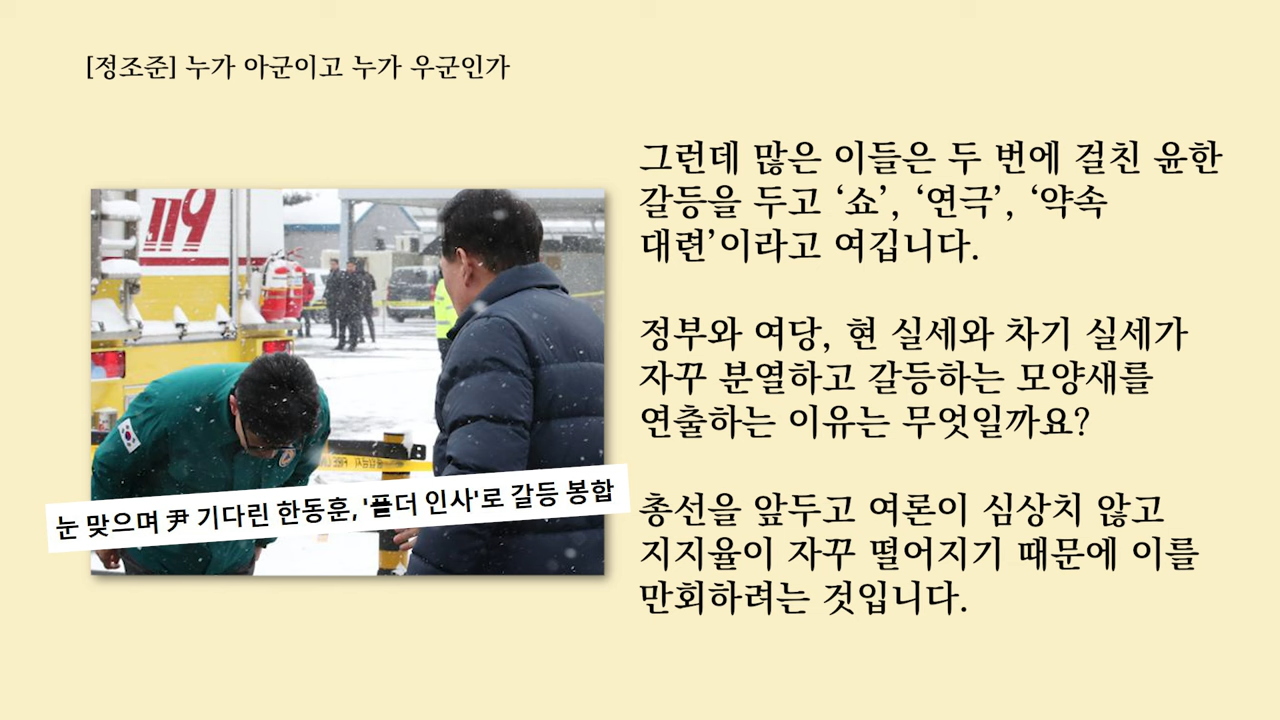 [정조준] 누가 아군이고 누가 우군인가
그런데 많은 이들은 두 번에 걸친 윤한
갈등을 두고 ‘쇼’, ‘연극’, ‘약속
대련’이라고 여깁니다.
정부와 여당, 현 실세와 차기 실세가
자꾸 분열하고 갈등하는 모양새를
연출하는 이유는 무엇일까요?
총선을 앞두고 여론이 심상치 않고
지지율이 자꾸 떨어지기 때문에 이를
만회하려는 것입니다.
119
눈 맞으며 尹 기다린 한동훈, '폴더 인사'로 갈등 봉합